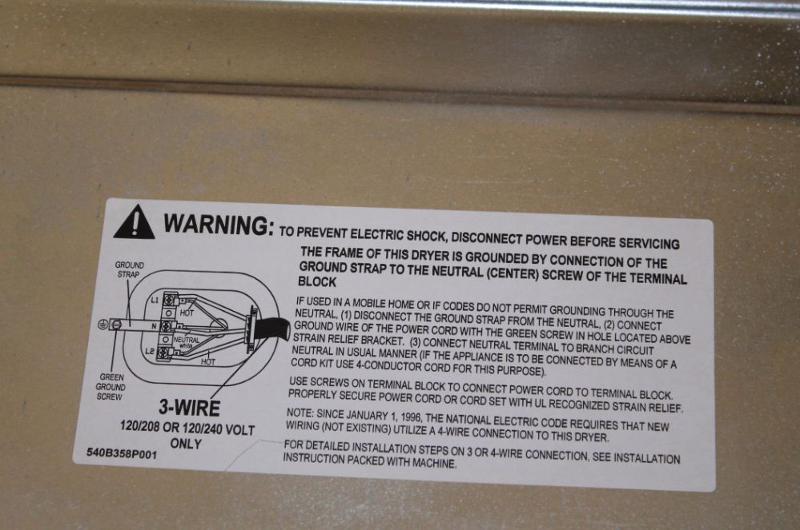 WARNING: TO PREVENT ELECTRIC SHOCK, DISCONNECT POWER BEFORE SERVICING
THE FRAME OF THIS DRYER IS GROUNDED BY CONNECTION OF THE
GROUND STRAP TO THE NEUTRAL (CENTER) SCREW OF THE TERMINAL
BLOCK
GROUND
STRAP
L1
HOT
N
NEUTRAL
white
L2
HOT
GREEN
GROUND
SCREW
3-WIRE
120/208 OR 120/240 VOLT
ONLY
540B358P001
IF USED IN A MOBILE HOME OR IF CODES DO NOT PERMIT GROUNDING THROUGH THE
NEUTRAL, (1) DISCONNECT THE GROUND STRAP FROM THE NEUTRAL, (2) CONNECT
GROUND WIRE OF THE POWER CORD WITH THE GREEN SCREW IN HOLE LOCATED ABOVE
STRAIN RELIEF BRACKET. (3) CONNECT NEUTRAL TERMINAL TO BRANCH CIRCUIT
NEUTRAL IN USUAL MANNER (IF THE APPLIANCE IS TO BE CONNECTED BY MEANS OF A
CORD KIT USE 4-CONDUCTOR CORD FOR THIS PURPOSE).
USE SCREWS ON TERMINAL BLOCK TO CONNECT POWER CORD TO TERMINAL BLOCK.
PROPERLY SECURE POWER CORD OR CORD SET WITH UL RECOGNIZED STRAIN RELIEF.
NOTE: SINCE JANUARY 1, 1996, THE NATIONAL ELECTRIC CODE REQUIRES THAT NEW
WIRING (NOT EXISTING) UTILIZE A 4-WIRE CONNECTION TO THIS DRYER.
FOR DETAILED INSTALLATION STEPS ON 3 OR 4-WIRE CONNECTION, SEE INSTALLATION
INSTRUCTION PACKED WITH MACHINE.